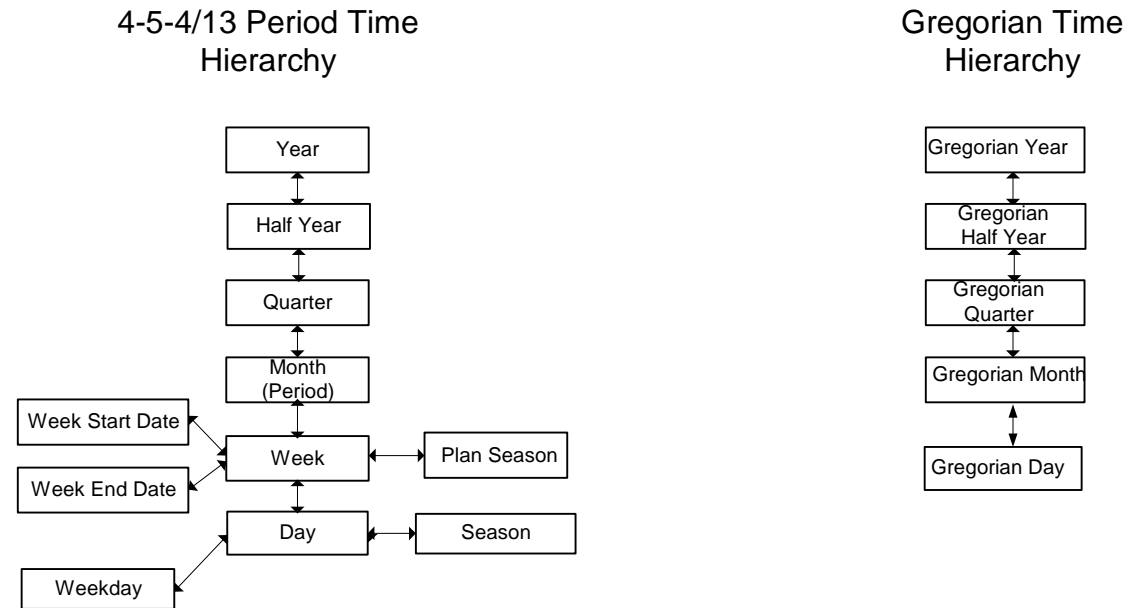 4-5-4/13 Period Time
Hierarchy
Gregorian Time
Hierarchy
Year
Half Year
Quarter
Month
(Period)
Week Start Date
Week
Plan Season
Week End Date
Day
Season
Weekday
Gregorian Year
Gregorian
Half Year
Gregorian
Quarter
Gregorian Month
Gregorian Day